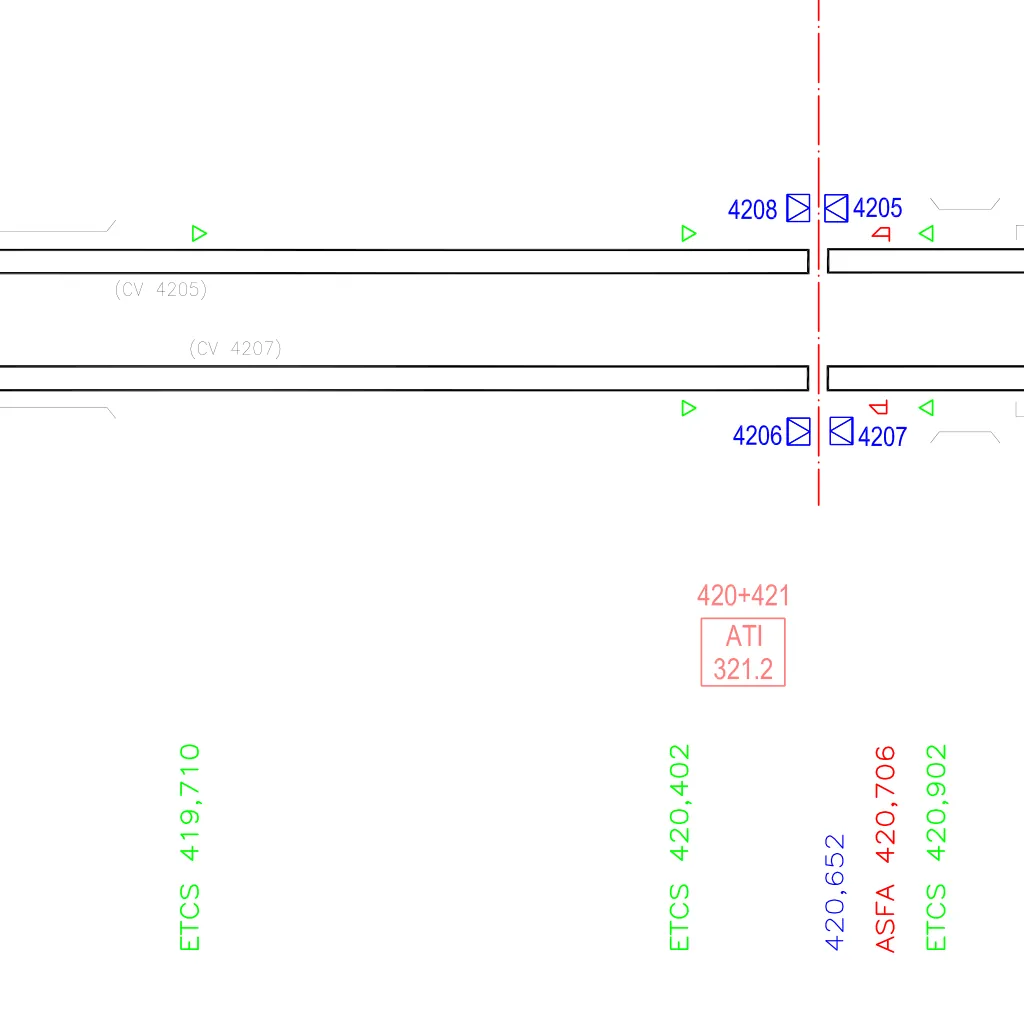 4208
4205
(CV 4205)
(CV 4207)
4206
4207
420+421
ATI
321.2
ETCS 419,710
ETCS 420,402
420,652
ASFA 420,706
ETCS 420,902